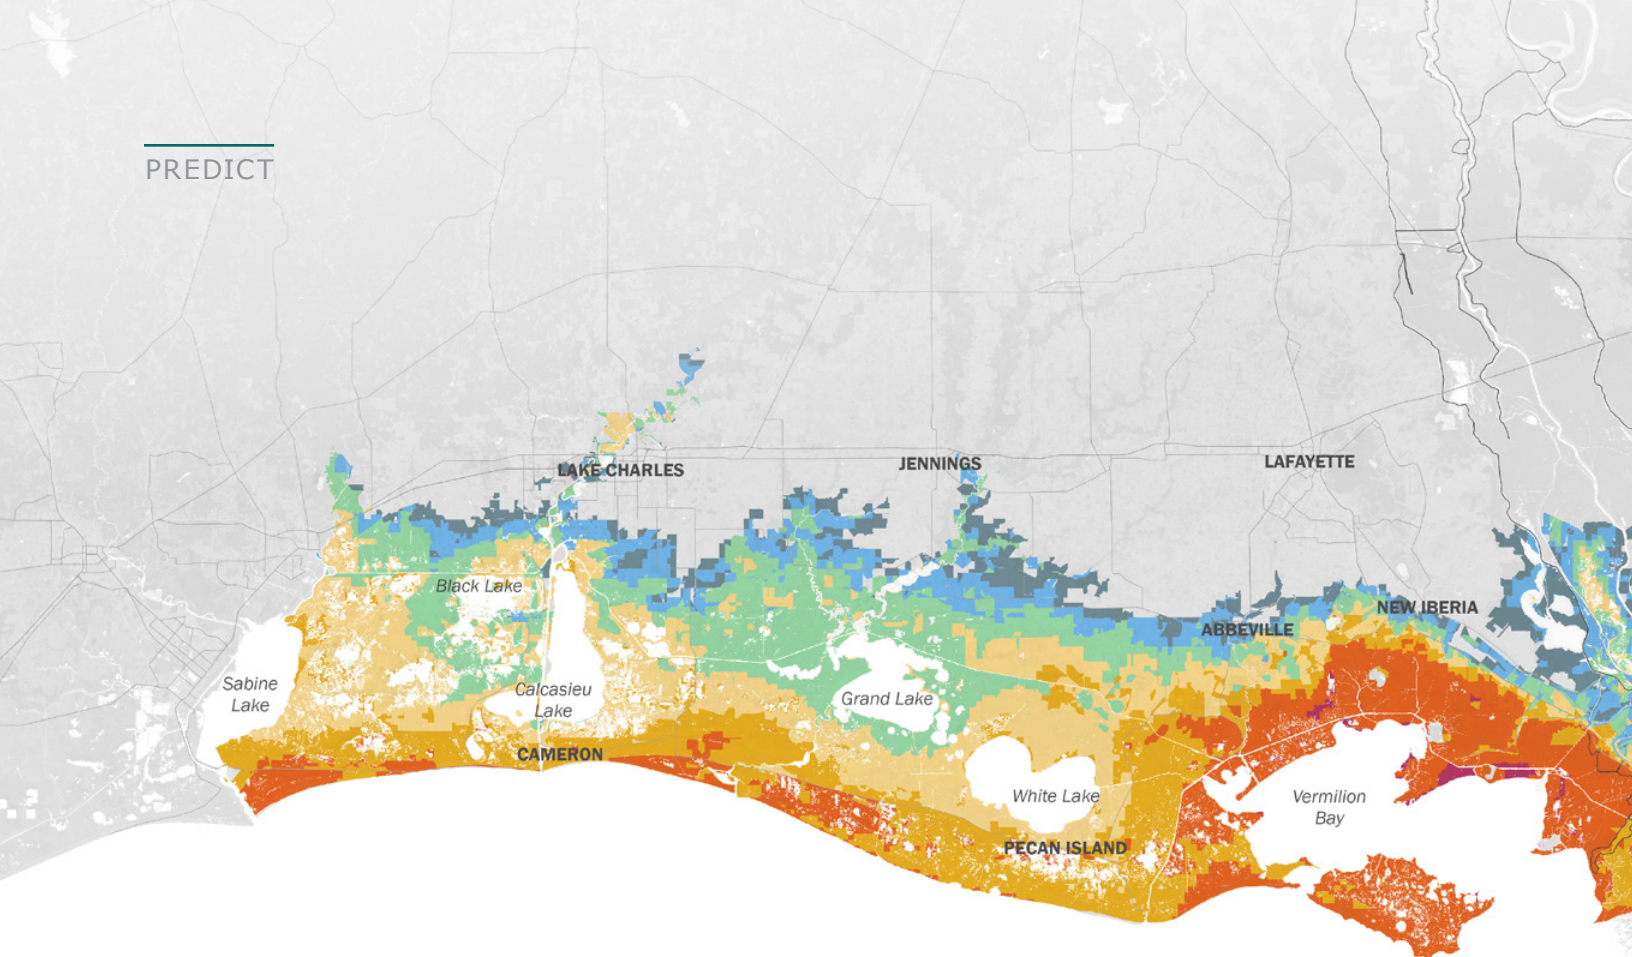 PREDICT
LAKE CHARLES
JENNINGS
LAFAYETTE
Black Lake
NEW IBERIA
ABBEVILLE
Sabine
Lake
Calcasieu
Lake
Grand Lake
CAMERON
White Lake
Vermilion
Bay
PECAN ISLAND